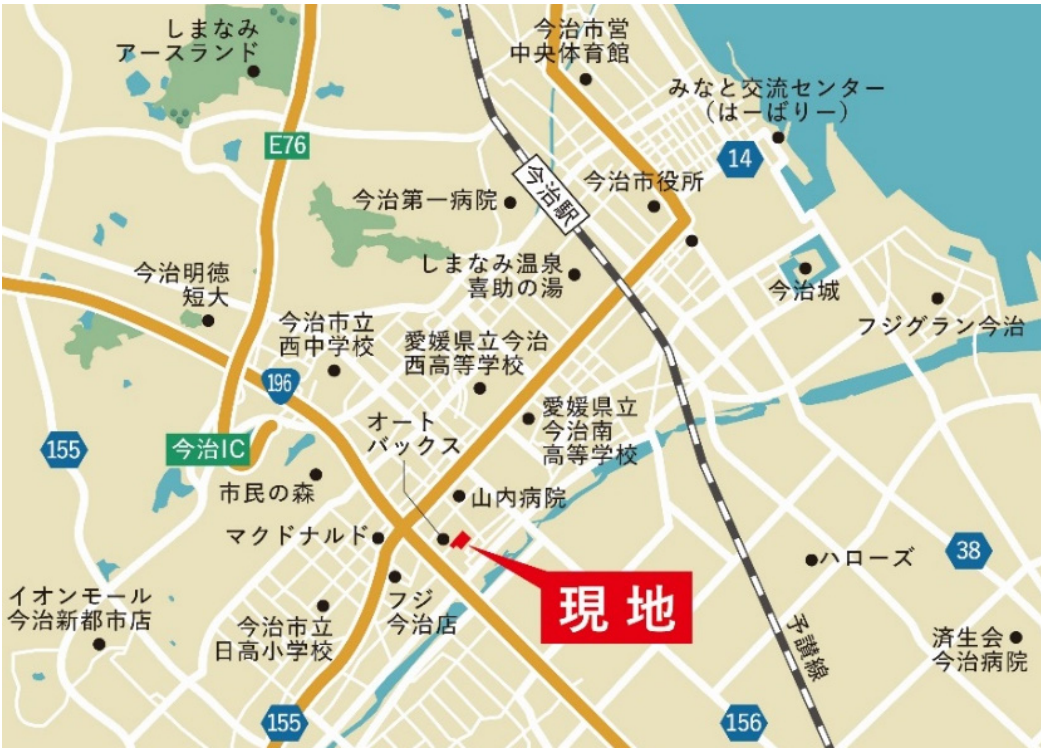 しまなみ
アースランド
今治市営
中央体育館
みなと交流センター
（はーばりー）
E76
14
今治駅
今治第一病院
今治市役所
しまなみ温泉
喜助の湯
今治城
フジグラン今治
今治明徳
短大
今治市立
西中学校
愛媛県立今治
西高等学校
196
オート
バックス
愛媛県立
今治南
高等学校
155
今治IC
市民の森
山内病院
マクドナルド
ハローズ
38
現地
イオンモール
今治新都市店
フジ
今治店
今治市立
日高小学校
予讃線
済生会
今治病院
155
156